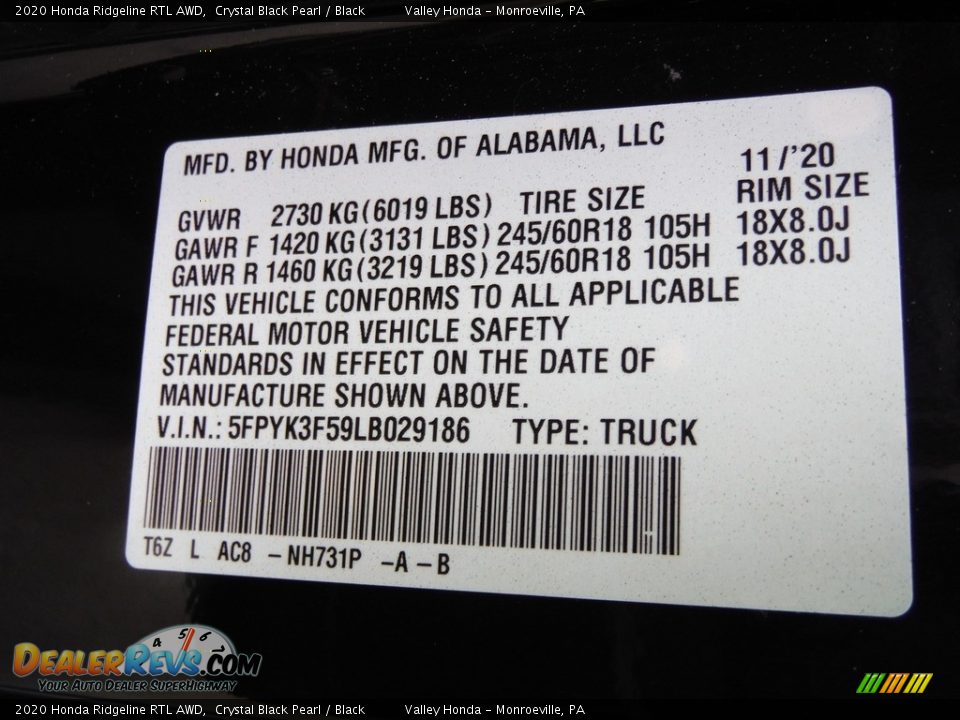 2020 Honda Ridgeline RTL AWD, Crystal Black Pearl / Black Valley Honda - Monroeville, PA
MFD. BY HONDA MFG. OF ALABAMA, LLC 11/'20
GVWR 2730 KG(6019 LBS) TIRE SIZE RIM SIZE
GAWR F 1420 KG(3131 LBS) 245/60R18 105H 18X8.0J
GAWR R 1460 KG(3219 LBS) 245/60R18 105H 18X8.0J
THIS VEHICLE CONFORMS TO ALL APPLICABLE
FEDERAL MOTOR VEHICLE SAFETY
STANDARDS IN EFFECT ON THE DATE OF
MANUFACTURE SHOWN ABOVE.
V.I.N.: 5FPYK3F59LB029186 TYPE: TRUCK
T6Z L AC8 -NH731P -A-B
4 5 6
DEALERREVS.COM
YOUR AUTO DEALER SUPERHIGHWAY
2020 Honda Ridgeline RTL AWD, Crystal Black Pearl / Black Valley Honda - Monroeville, PA